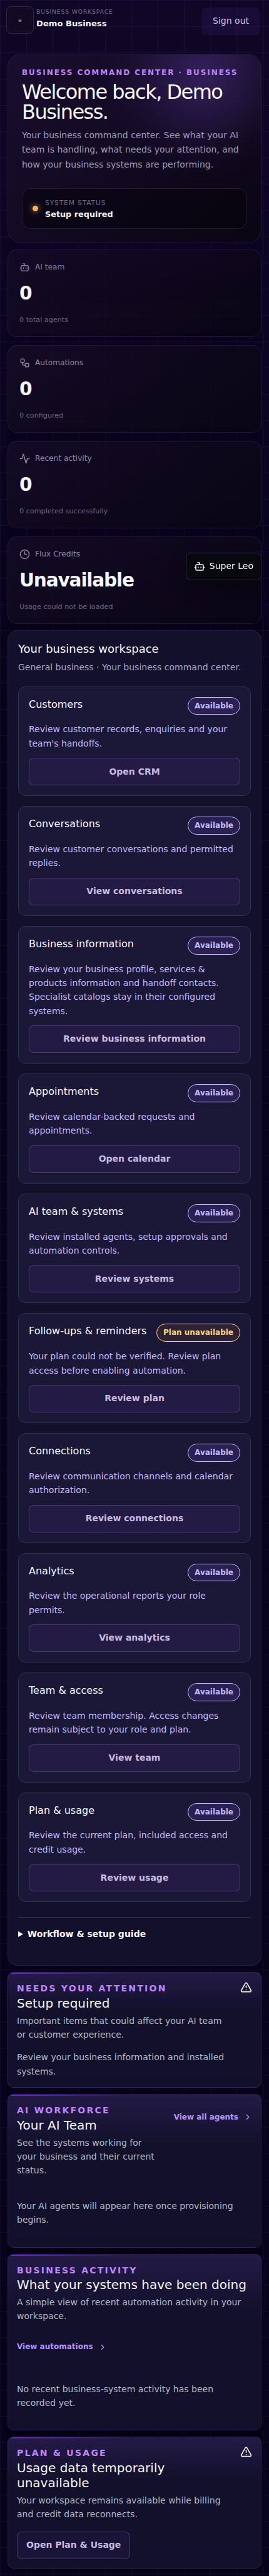 BUSINESS WORKSPACE
Demo Business
Sign out
BUSINESS COMMAND CENTER · BUSINESS
Welcome back, Demo
Business.
Your business command center. See what your AI
team is handling, what needs your attention, and
how your business systems are performing.
SYSTEM STATUS
Setup required
AI team
0
0 total agents
Automations
0
0 configured
Recent activity
0
0 completed successfully
Flux Credits
Unavailable
Usage could not be loaded
Super Leo
Your business workspace
General business · Your business command center.
Customers
Available
Review customer records, enquiries and your
team's handoffs.
Open CRM
Conversations
Available
Review customer conversations and permitted
replies.
View conversations
Business information
Available
Review your business profile, services &
products information and handoff contacts.
Specialist catalogs stay in their configured
systems.
Review business information
Appointments
Available
Review calendar-backed requests and
appointments.
Open calendar
AI team & systems
Available
Review installed agents, setup approvals and
automation controls.
Review systems
Follow-ups & reminders
Plan unavailable
Your plan could not be verified. Review plan
access before enabling automation.
Review plan
Connections
Available
Review communication channels and calendar
authorization.
Review connections
Analytics
Available
Review the operational reports your role
permits.
View analytics
Team & access
Available
Review team membership. Access changes
remain subject to your role and plan.
View team
Plan & usage
Available
Review the current plan, included access and
credit usage.
Review usage
Workflow & setup guide
NEEDS YOUR ATTENTION
Setup required
Important items that could affect your AI team
or customer experience.
Review your business information and installed
systems.
AI WORKFORCE
Your AI Team
View all agents
See the systems working for
your business and their current
status.
Your AI agents will appear here once provisioning
begins.
BUSINESS ACTIVITY
What your systems have been doing
A simple view of recent automation activity in your
workspace.
View automations
No recent business-system activity has been
recorded yet.
PLAN & USAGE
Usage data temporarily
unavailable
Your workspace remains available while billing
and credit data reconnects.
Open Plan & Usage